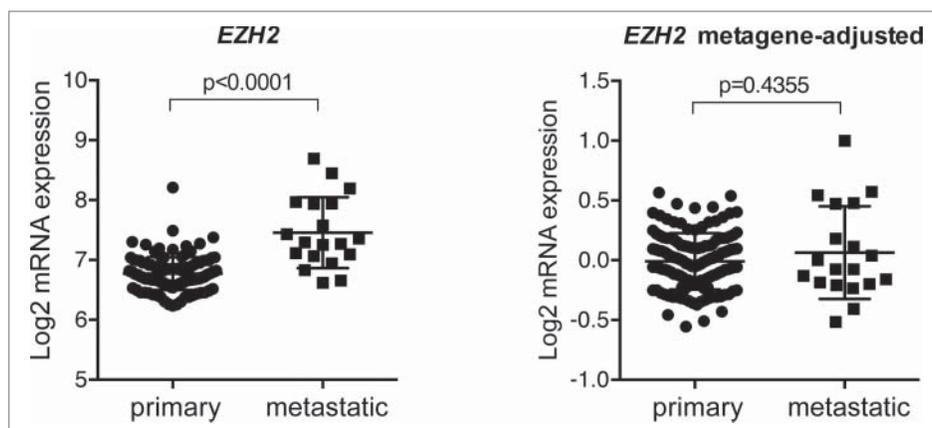 EZH2
p<0.0001
Log2 mRNA expression
10
9
8
7
6
5
primary metastatic
EZH2 metagene-adjusted
p=0.4355
Log2 mRNA expression
1.5
1.0
0.5
0.0
-0.5
-1.0
primary metastatic